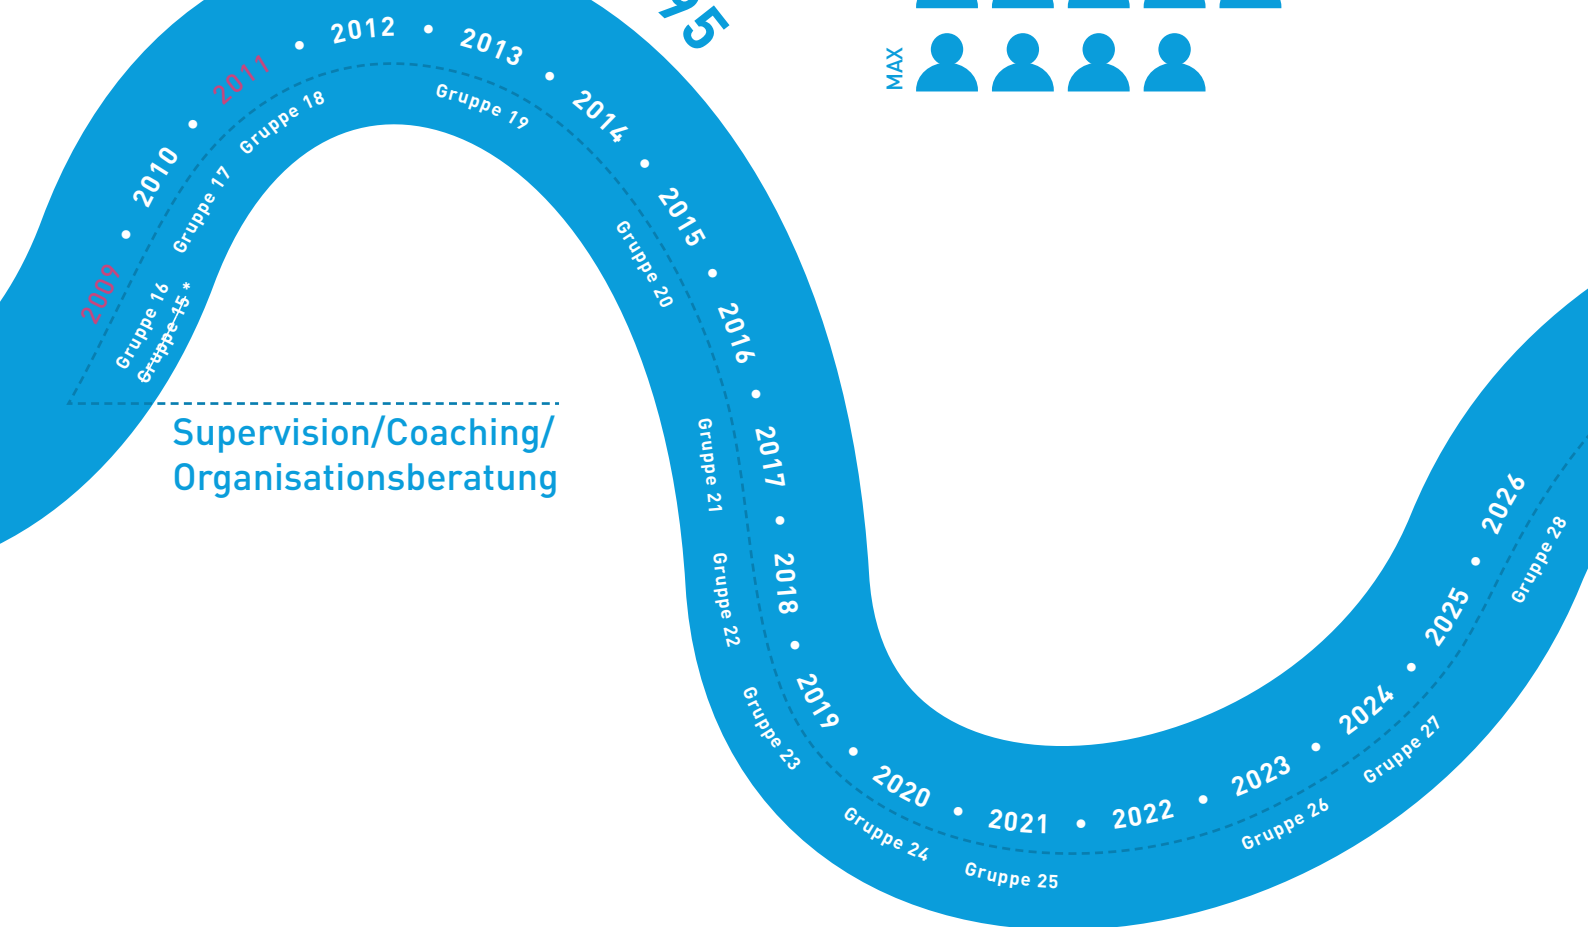 95
MAX
2009 • 2010 • 2011 • 2012 • 2013 • 2014 • 2015 • 2016 • 2017 • 2018 • 2019 • 2020 • 2021 • 2022 • 2023 • 2024 • 2025 • 2026
Gruppe 15 *
Gruppe 16
Gruppe 17
Gruppe 18
Gruppe 19
Gruppe 20
Gruppe 21
Gruppe 22
Gruppe 23
Gruppe 24
Gruppe 25
Gruppe 26
Gruppe 27
Gruppe 28
Supervision/Coaching/
Organisationsberatung